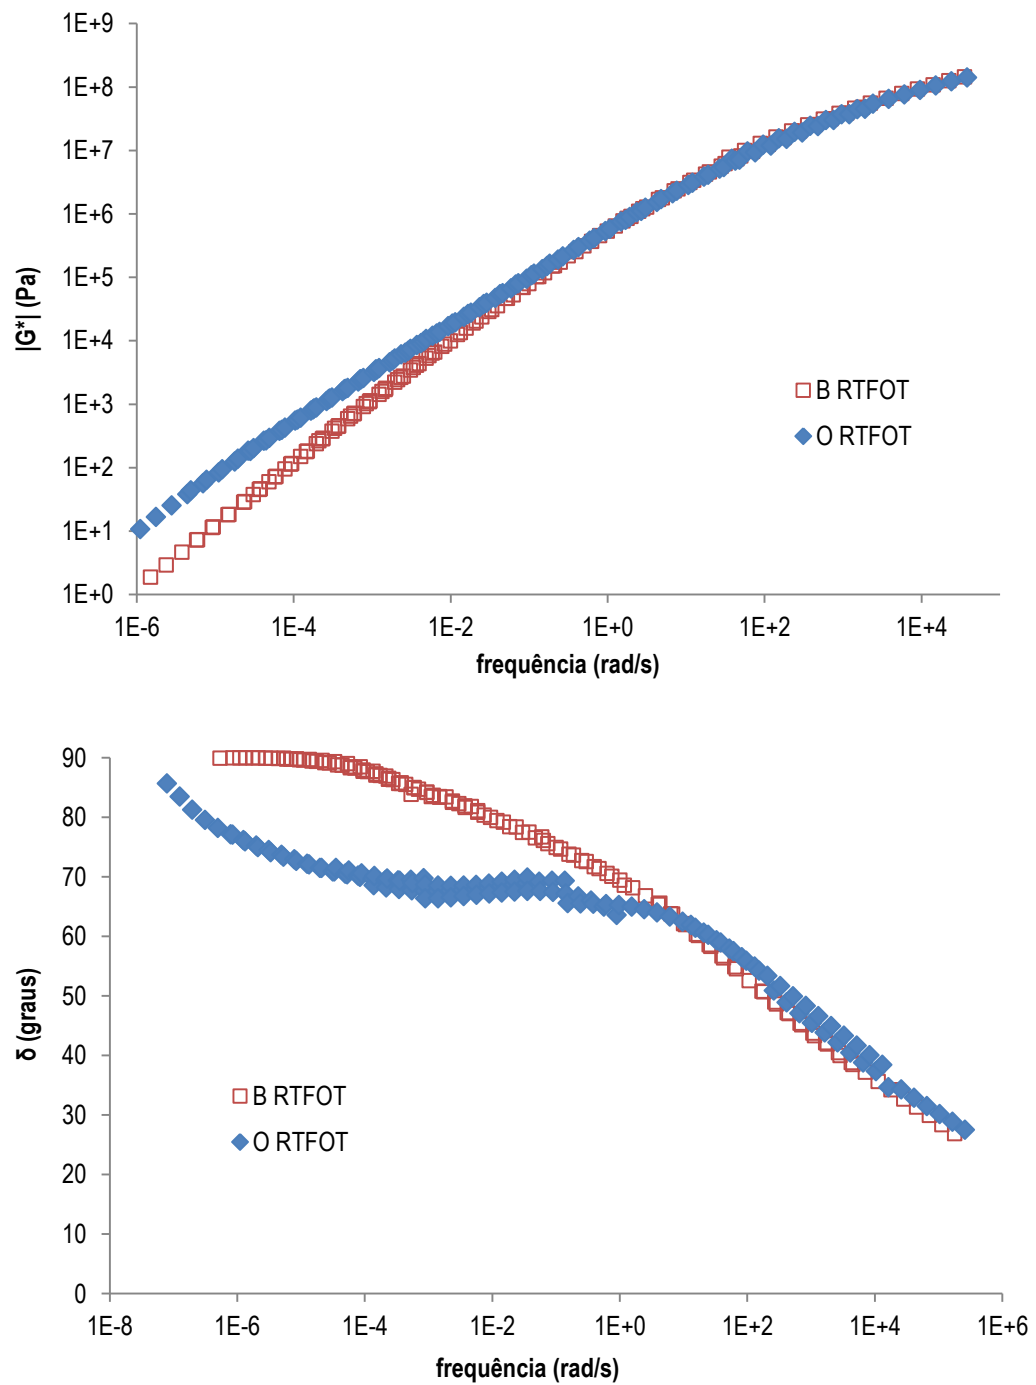 1E+9
1E+8
1E+7
1E+6
1E+5
1E+4
1E+3
1E+2
1E+1
1E+0
|G*| (Pa)
B RTFOT
O RTFOT
1E-6 1E-4 1E-2 1E+0 1E+2 1E+4
frequência (rad/s)
90
80
70
60
50
40
30
20
10
0
δ (graus)
B RTFOT
O RTFOT
1E-8 1E-6 1E-4 1E-2 1E+0 1E+2 1E+4 1E+6
frequência (rad/s)